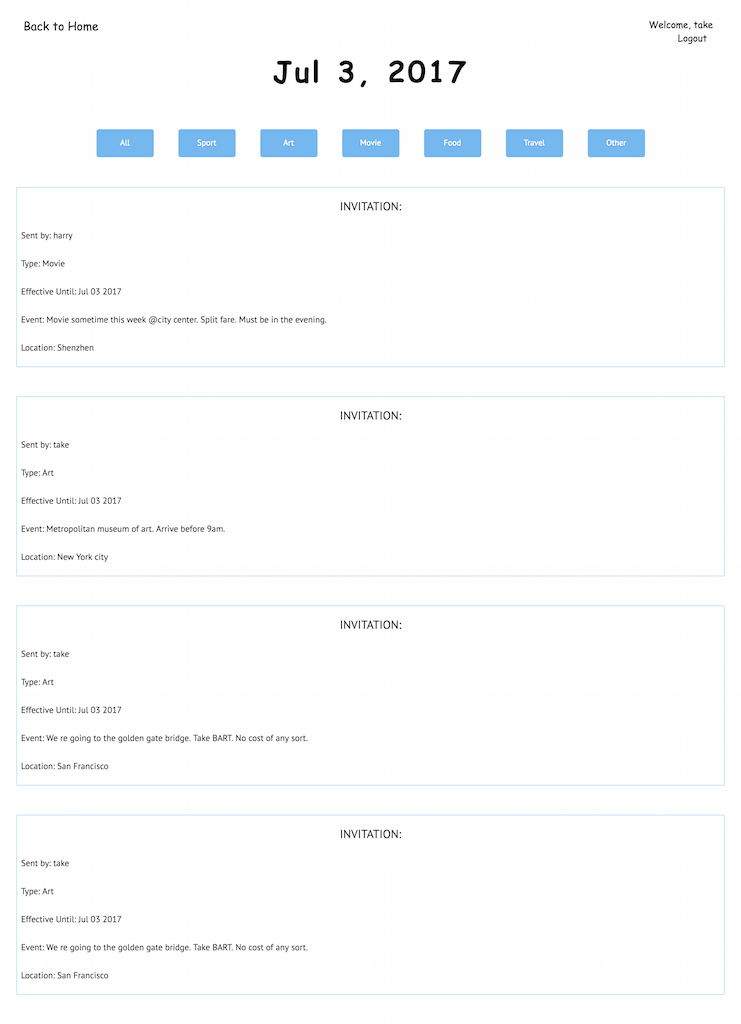 Back to Home
Welcome, take
Logout
Jul 3, 2017
All
Sport
Art
Movie
Food
Travel
Other
INVITATION:
Sent by: harry
Type: Movie
Effective Until: Jul 03 2017
Event: Movie sometime this week @city center. Split fare. Must be in the evening.
Location: Shenzhen
INVITATION:
Sent by: take
Type: Art
Effective Until: Jul 03 2017
Event: Metropolitan museum of art. Arrive before 9am.
Location: New York city
INVITATION:
Sent by: take
Type: Art
Effective Until: Jul 03 2017
Event: We re going to the golden gate bridge. Take BART. No cost of any sort.
Location: San Francisco
INVITATION:
Sent by: take
Type: Art
Effective Until: Jul 03 2017
Event: We re going to the golden gate bridge. Take BART. No cost of any sort.
Location: San Francisco